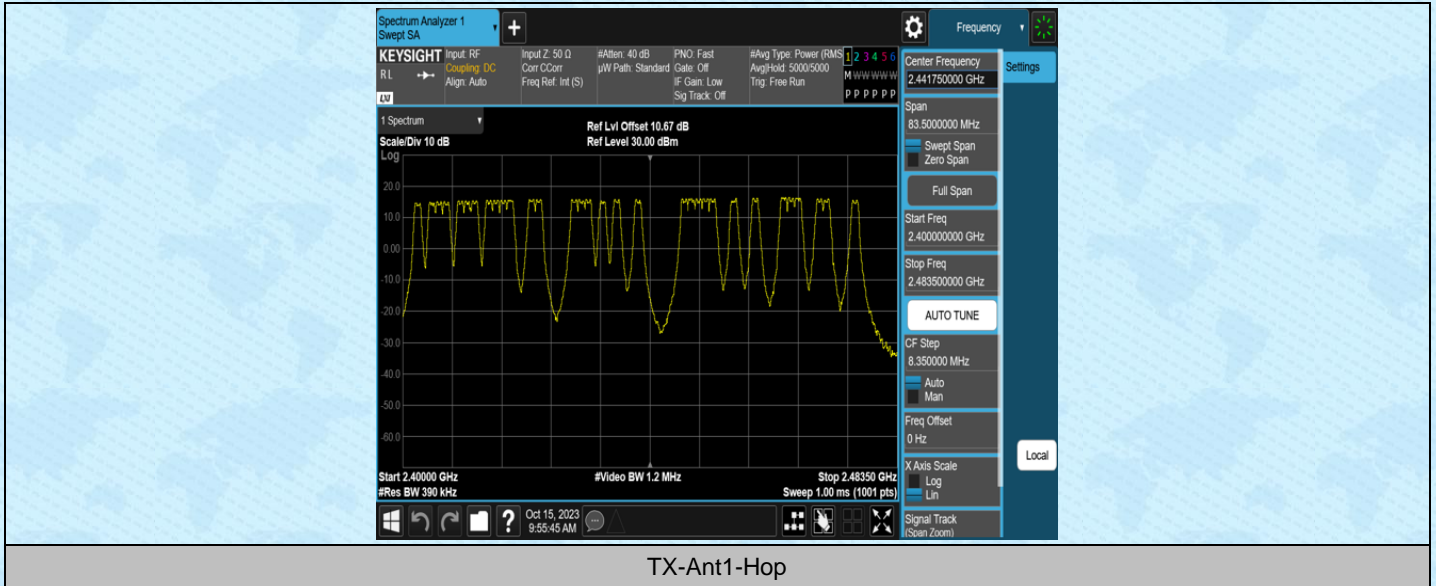 Spectrum Analyzer 1
Swept SA
+
Frequency
KEYSIGHT
RL
LXI
Input: RF
Coupling: DC
Align: Auto
Input Z: 50 Ω
Corr CCorr
Freq Ref: Int (S)
#Atten: 40 dB
µW Path: Standard
PNO: Fast
Gate: Off
IF Gain: Low
Sig Track: Off
#Avg Type: Power (RMS
Avg|Hold: 5000/5000
Trig: Free Run
1 2 3 4 5 6
M W W W W W
P P P P P P
1 Spectrum
Scale/Div 10 dB
Ref Lvl Offset 10.67 dB
Ref Level 30.00 dBm
Log
20.0
10.0
0.00
-10.0
-20.0
-30.0
-40.0
-50.0
-60.0
Start 2.40000 GHz
#Res BW 390 kHz
#Video BW 1.2 MHz
Stop 2.48350 GHz
Sweep 1.00 ms (1001 pts)
?
Oct 15, 2023
9:55:45 AM
Center Frequency
2.441750000 GHz
Settings
Span
83.5000000 MHz
Swept Span
Zero Span
Full Span
Start Freq
2.400000000 GHz
Stop Freq
2.483500000 GHz
AUTO TUNE
CF Step
8.350000 MHz
Auto
Man
Freq Offset
0 Hz
X Axis Scale
Log
Lin
Local
Signal Track
(Span Zoom)
TX-Ant1-Hop